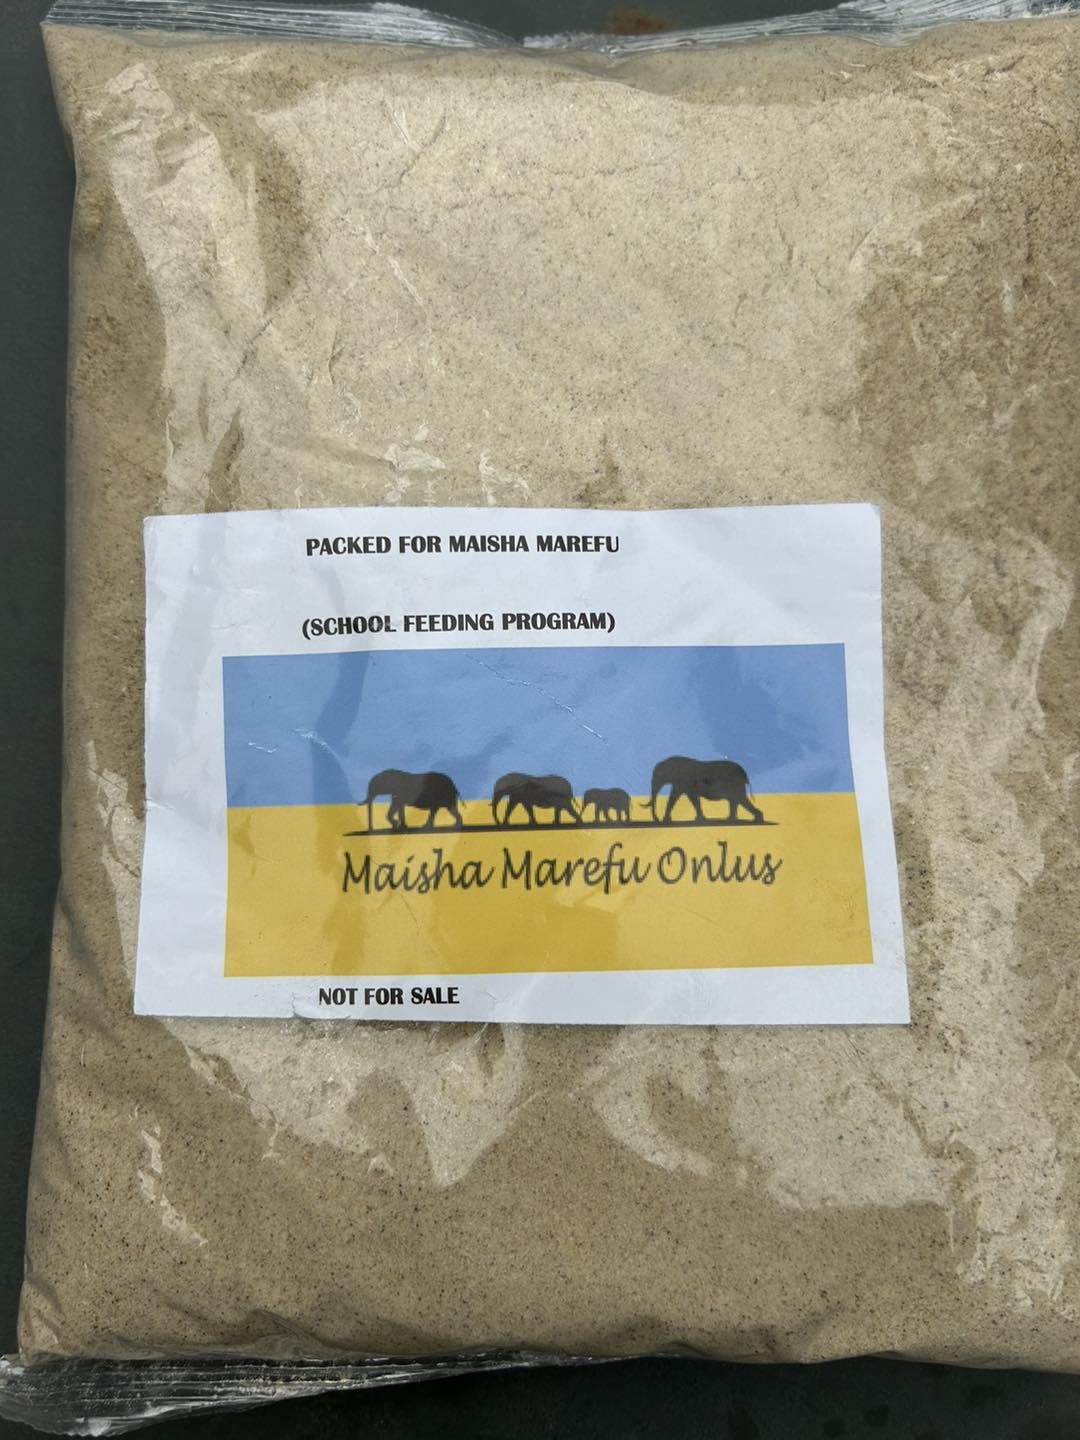 PACKED FOR MAISHA MAREFU
(SCHOOL FEEDING PROGRAM)
Maisha Marefu Onlus
NOT FOR SALE